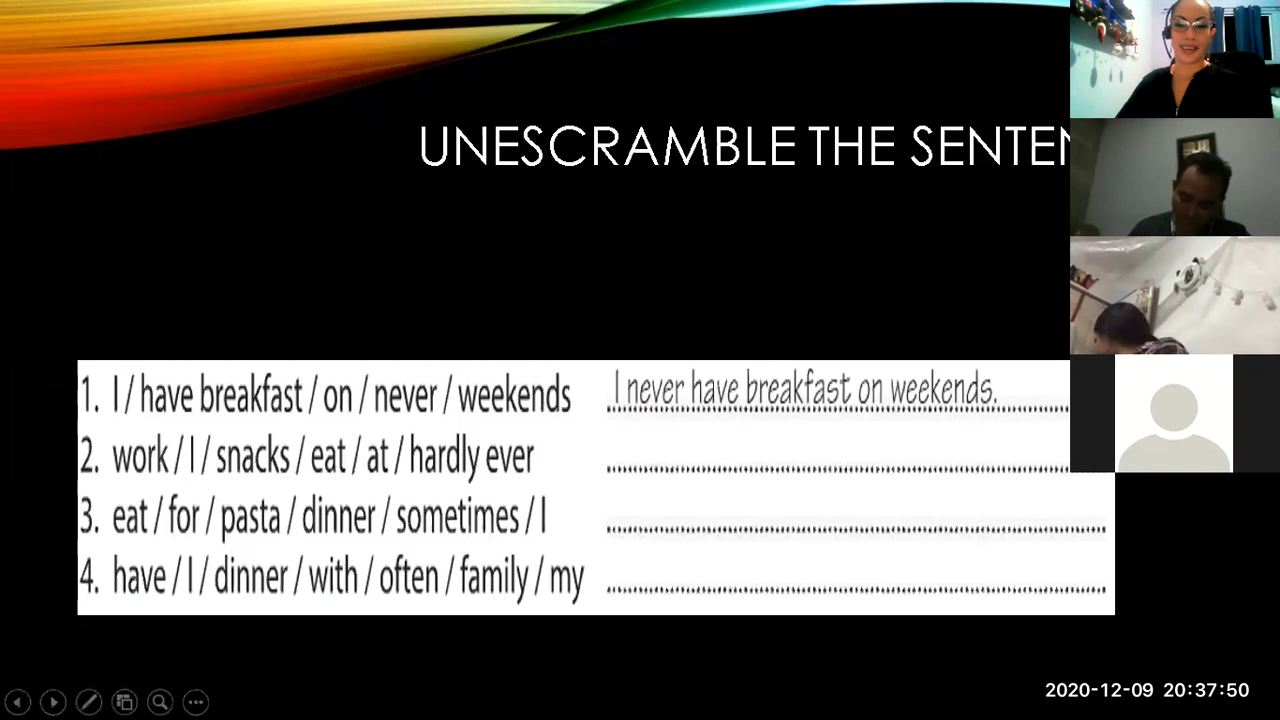 UNESCRAMBLE THE SENTEN
1. I / have breakfast / on / never / weekends I never have breakfast on weekends.
2. work / I / snacks / eat / at / hardly ever
3. eat / for / pasta / dinner / sometimes / I
4. have / I / dinner / with / often / family / my
2020-12-09 20:37:50